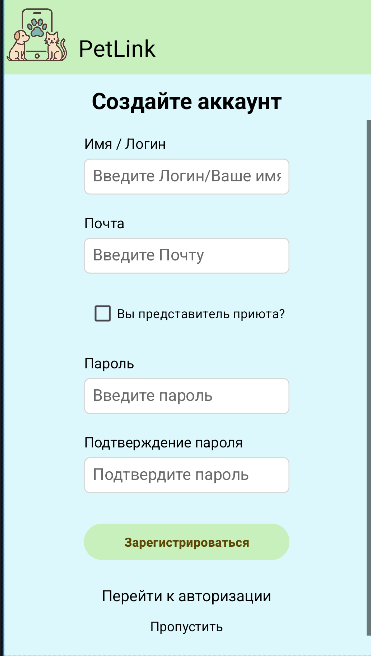 PetLink
Создайте аккаунт
Имя / Логин
Введите Логин/Ваше имя
Почта
Введите Почту
Вы представитель приюта?
Пароль
Введите пароль
Подтверждение пароля
Подтвердите пароль
Зарегистрироваться
Перейти к авторизации
Пропустить